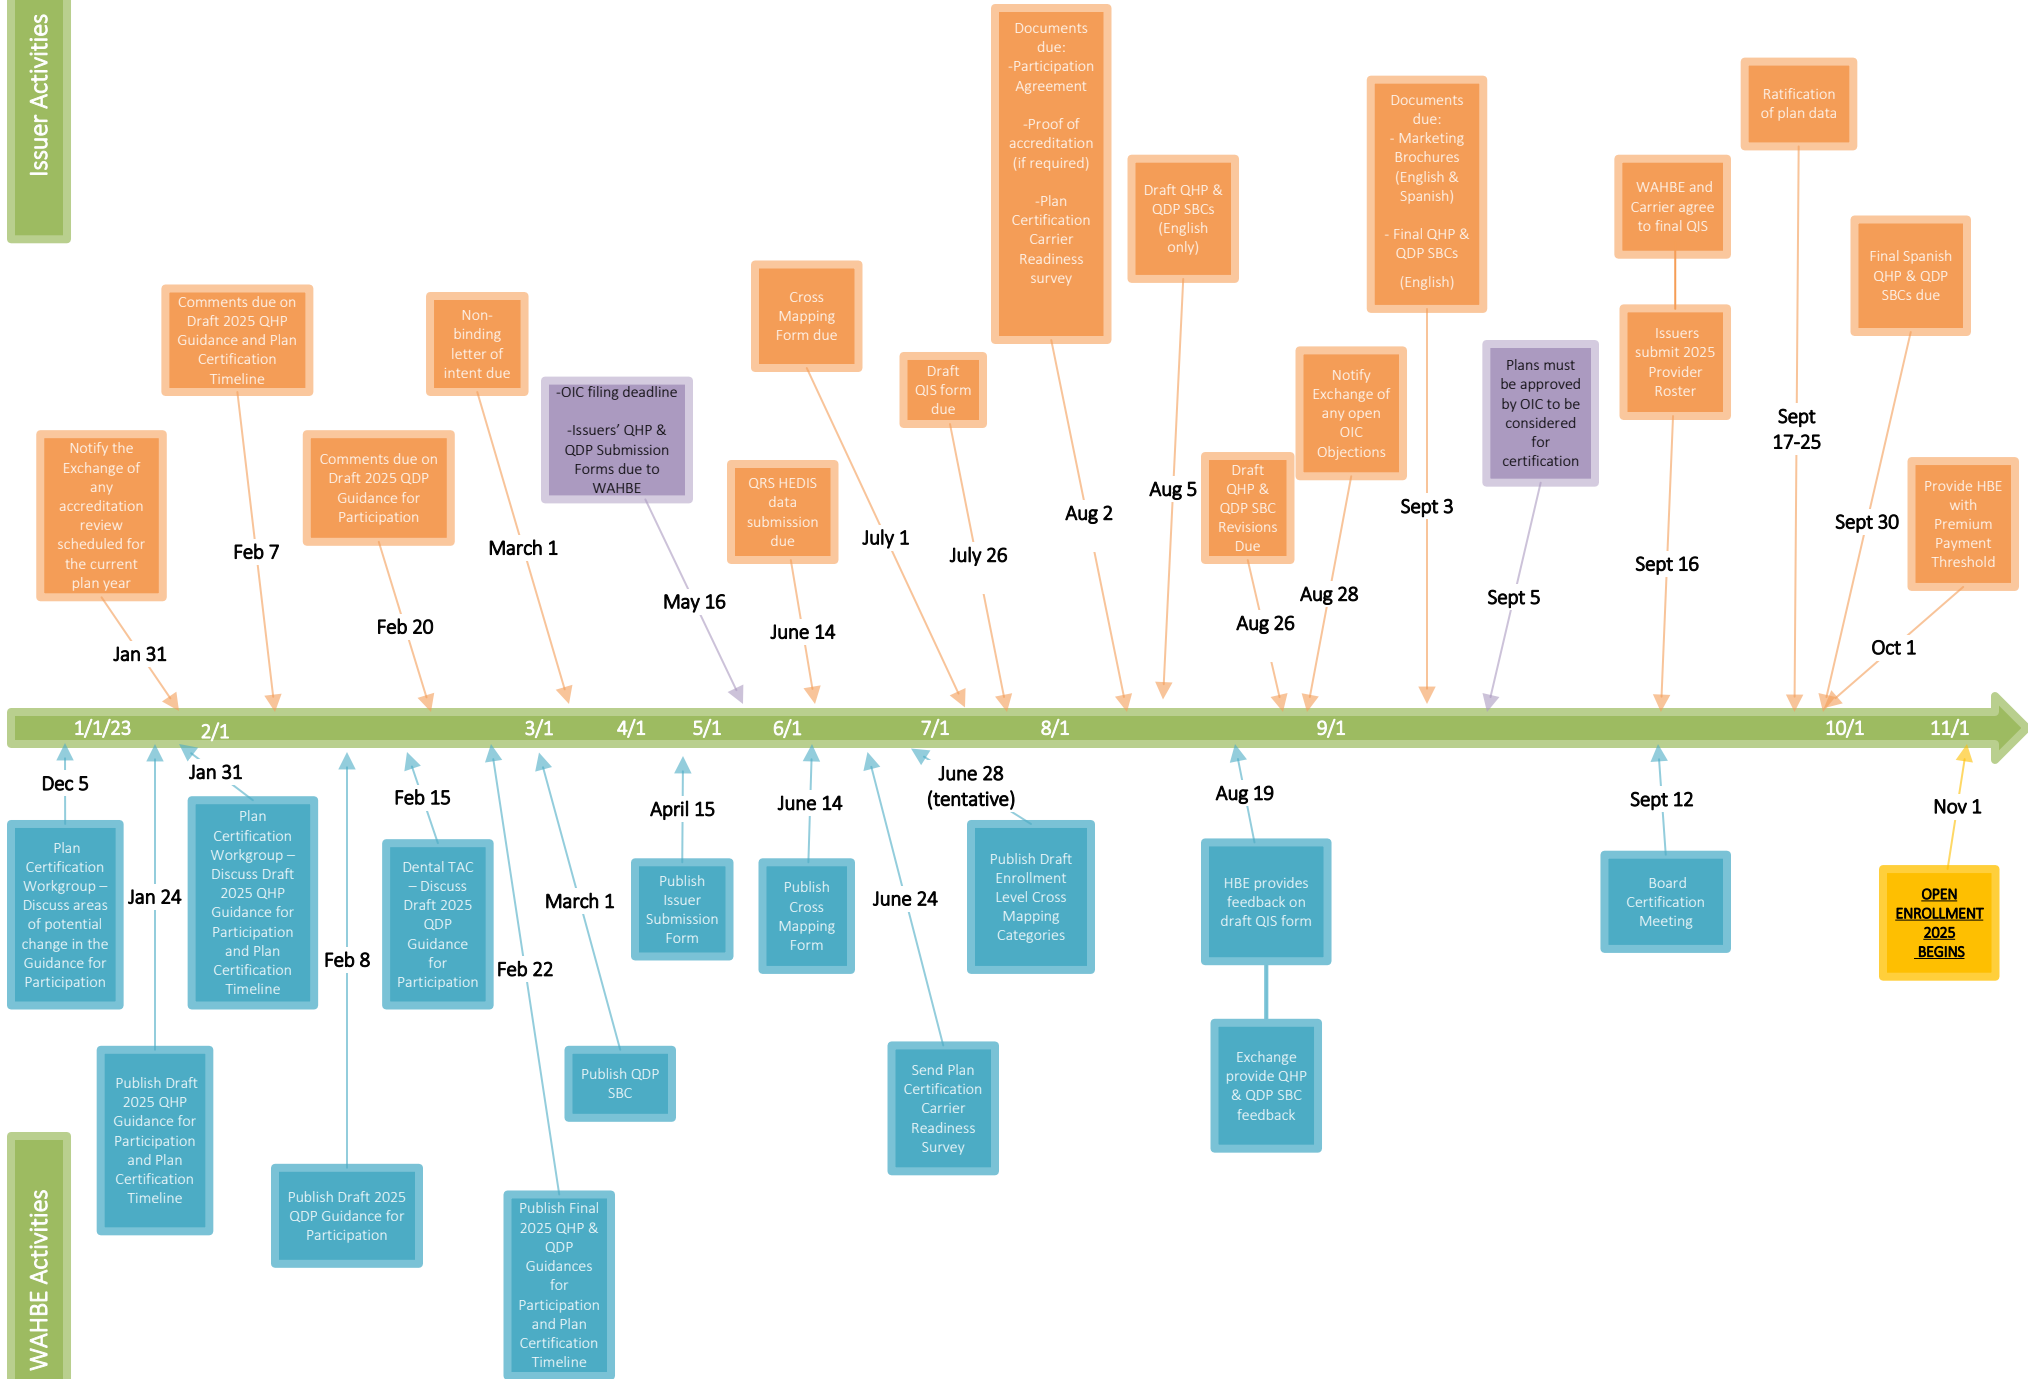 Issuer Activities
Notify the
Exchange of
any
accreditation
review
scheduled for
the current
plan year
Jan 31
Comments due on
Draft 2025 QHP
Guidance and Plan
Certification
Timeline
Feb 7
Comments due on
Draft 2025 QDP
Guidance for
Participation
Feb 20
Non-
binding
letter of
intent due
March 1
-OIC filing deadline
-Issuers’ QHP &
QDP Submission
Forms due to
WAHBE
May 16
QRS HEDIS
data
submission
due
June 14
Cross
Mapping
Form due
July 1
Draft
QIS form
due
July 26
Documents
due:
-Participation
Agreement
-Proof of
accreditation
(if required)
-Plan
Certification
Carrier
Readiness
survey
Aug 2
Draft QHP &
QDP SBCs
(English
only)
Aug 5
Draft
QHP &
QDP SBC
Revisions
Due
Aug 26
Notify
Exchange of
any open
OIC
Objections
Aug 28
Documents
due:
- Marketing
Brochures
(English &
Spanish)
- Final QHP &
QDP SBCs
(English)
Sept 3
Plans must
be approved
by OIC to be
considered
for
certification
Sept 5
WAHBE and
Carrier agree
to final QIS
Issuers
submit 2025
Provider
Roster
Sept 16
Ratification
of plan data
Sept
17-25
Final Spanish
QHP & QDP
SBCs due
Sept 30
Provide HBE
with
Premium
Payment
Threshold
Oct 1
1/1/23
2/1
3/1
4/1
5/1
6/1
7/1
8/1
9/1
10/1
11/1
Dec 5
Plan
Certification
Workgroup –
Discuss areas
of potential
change in the
Guidance for
Participation
Jan 24
Publish Draft
2025 QHP
Guidance for
Participation
and Plan
Certification
Timeline
Jan 31
Plan
Certification
Workgroup –
Discuss Draft
2025 QHP
Guidance for
Participation
and Plan
Certification
Timeline
Feb 8
Publish Draft 2025
QDP Guidance for
Participation
Feb 15
Dental TAC
– Discuss
Draft 2025
QDP
Guidance
for
Participation
Feb 22
Publish Final
2025 QHP &
QDP
Guidances
for
Participation
and Plan
Certification
Timeline
March 1
Publish QDP
SBC
April 15
Publish
Issuer
Submission
Form
June 14
Publish
Cross
Mapping
Form
June 24
Send Plan
Certification
Carrier
Readiness
Survey
June 28
(tentative)
Publish Draft
Enrollment
Level Cross
Mapping
Categories
Aug 19
HBE provides
feedback on
draft QIS form
Exchange
provide QHP
& QDP SBC
feedback
Sept 12
Board
Certification
Meeting
Nov 1
OPEN
ENROLLMENT
2025
BEGINS
WAHBE Activities